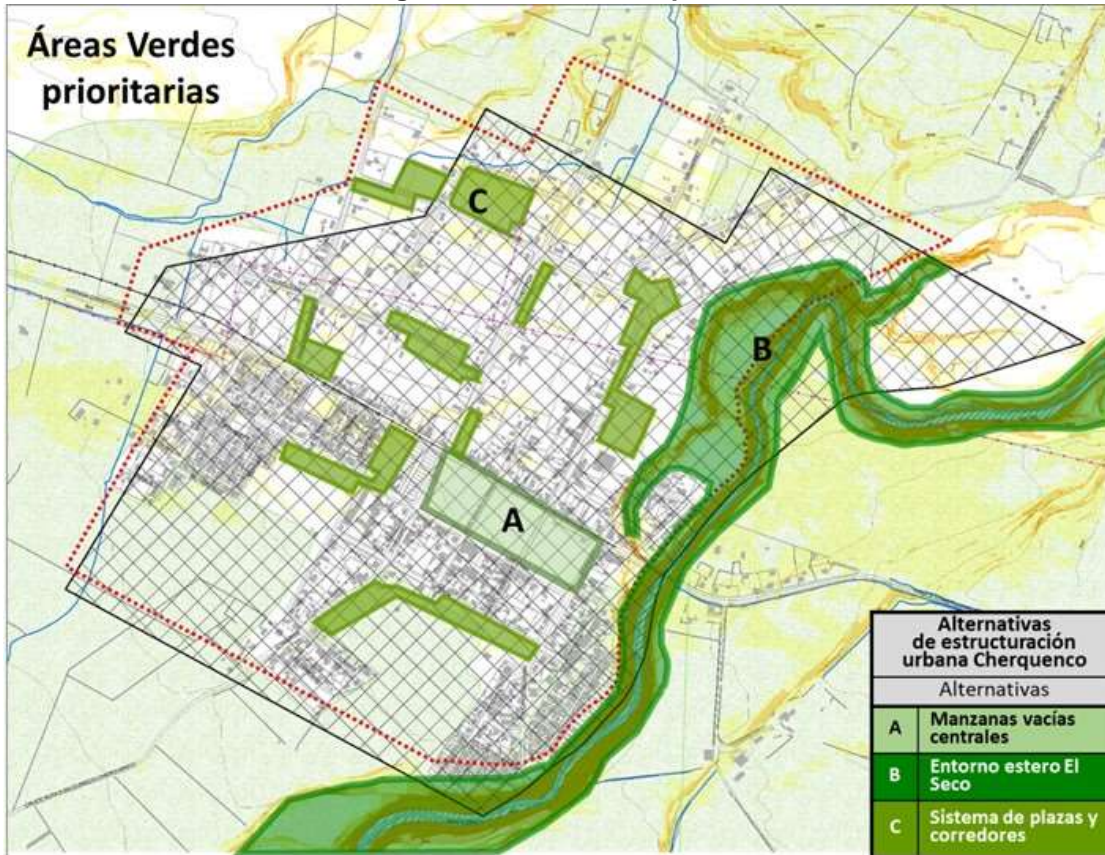 Áreas Verdes
prioritarias
C
B
A
Alternativas
de estructuración
urbana Cherquenco
Alternativas
A Manzanas vacías
centrales
B Entorno estero El
Seco
C Sistema de plazas y
corredores